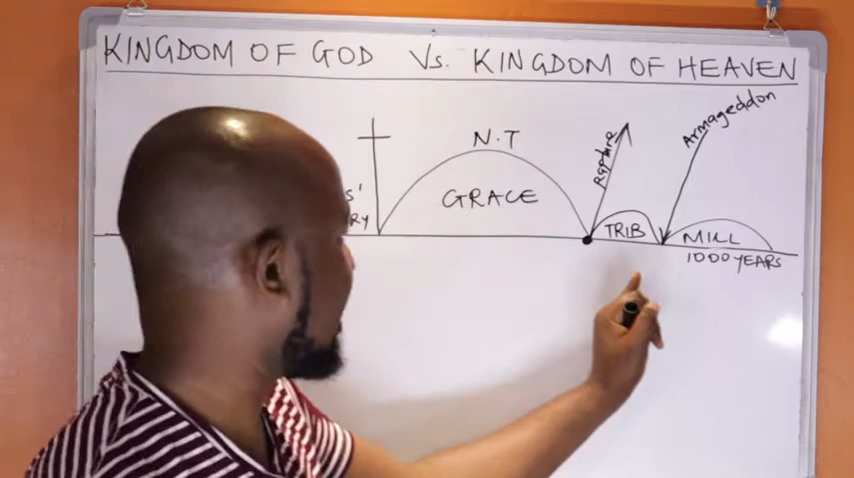 KINGDOM OF GOD Vs. KINGDOM OF HEAVEN
N.T
GRACE
Rapture
Armageddon
TRIB
MILL
1000 YEARS